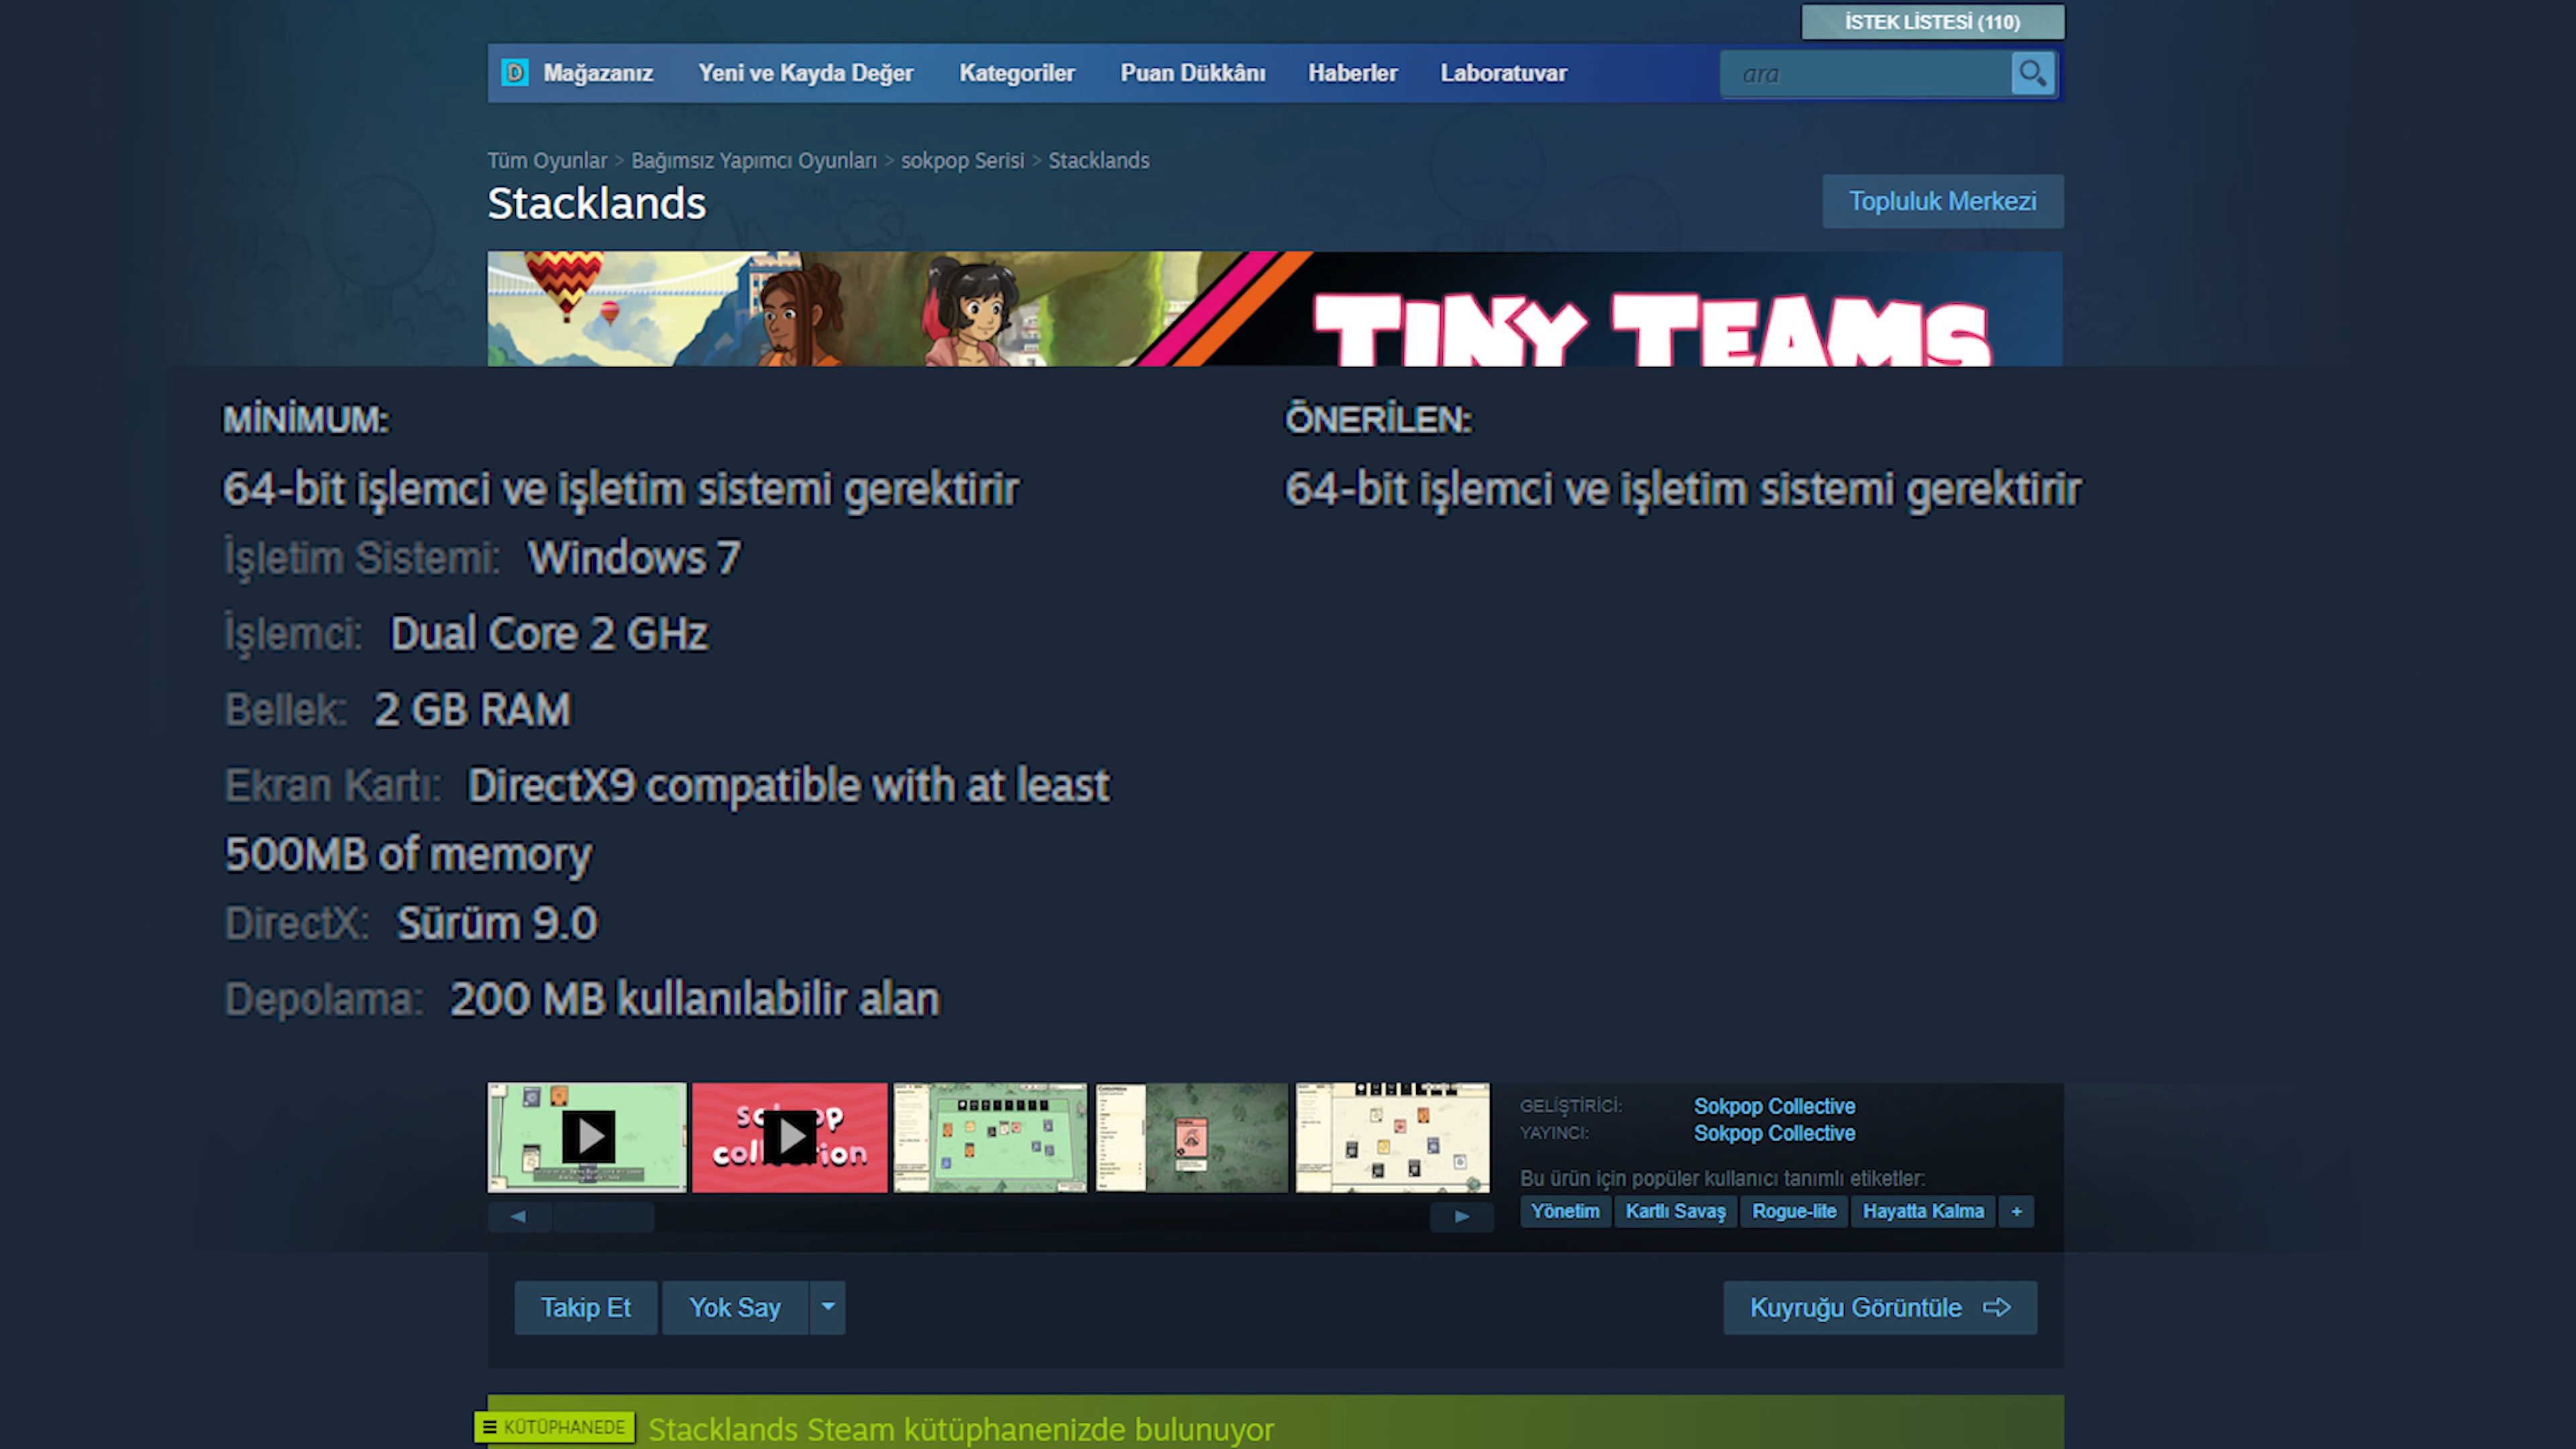 İSTEK LİSTESİ (110)
D Mağazanız Yeni ve Kayda Değer Kategoriler Puan Dükkânı Haberler Laboratuvar ara
Tüm Oyunlar > Bağımsız Yapımcı Oyunları > sokpop Serisi > Stacklands
Stacklands
Topluluk Merkezi
TINY TEAMS
MİNİMUM:
64-bit işlemci ve işletim sistemi gerektirir
İşletim Sistemi: Windows 7
İşlemci: Dual Core 2 GHz
Bellek: 2 GB RAM
Ekran Kartı: DirectX9 compatible with at least
500MB of memory
DirectX: Sürüm 9.0
Depolama: 200 MB kullanılabilir alan
ÖNERİLEN:
64-bit işlemci ve işletim sistemi gerektirir
GELİŞTİRİCİ: Sokpop Collective
YAYINCI: Sokpop Collective
Bu ürün için popüler kullanıcı tanımlı etiketler:
Yönetim Kartlı Savaş Rogue-lite Hayatta Kalma +
Takip Et Yok Say
Kuyruğu Görüntüle
KÜTÜPHANEDE Stacklands Steam kütüphanenizde bulunuyor